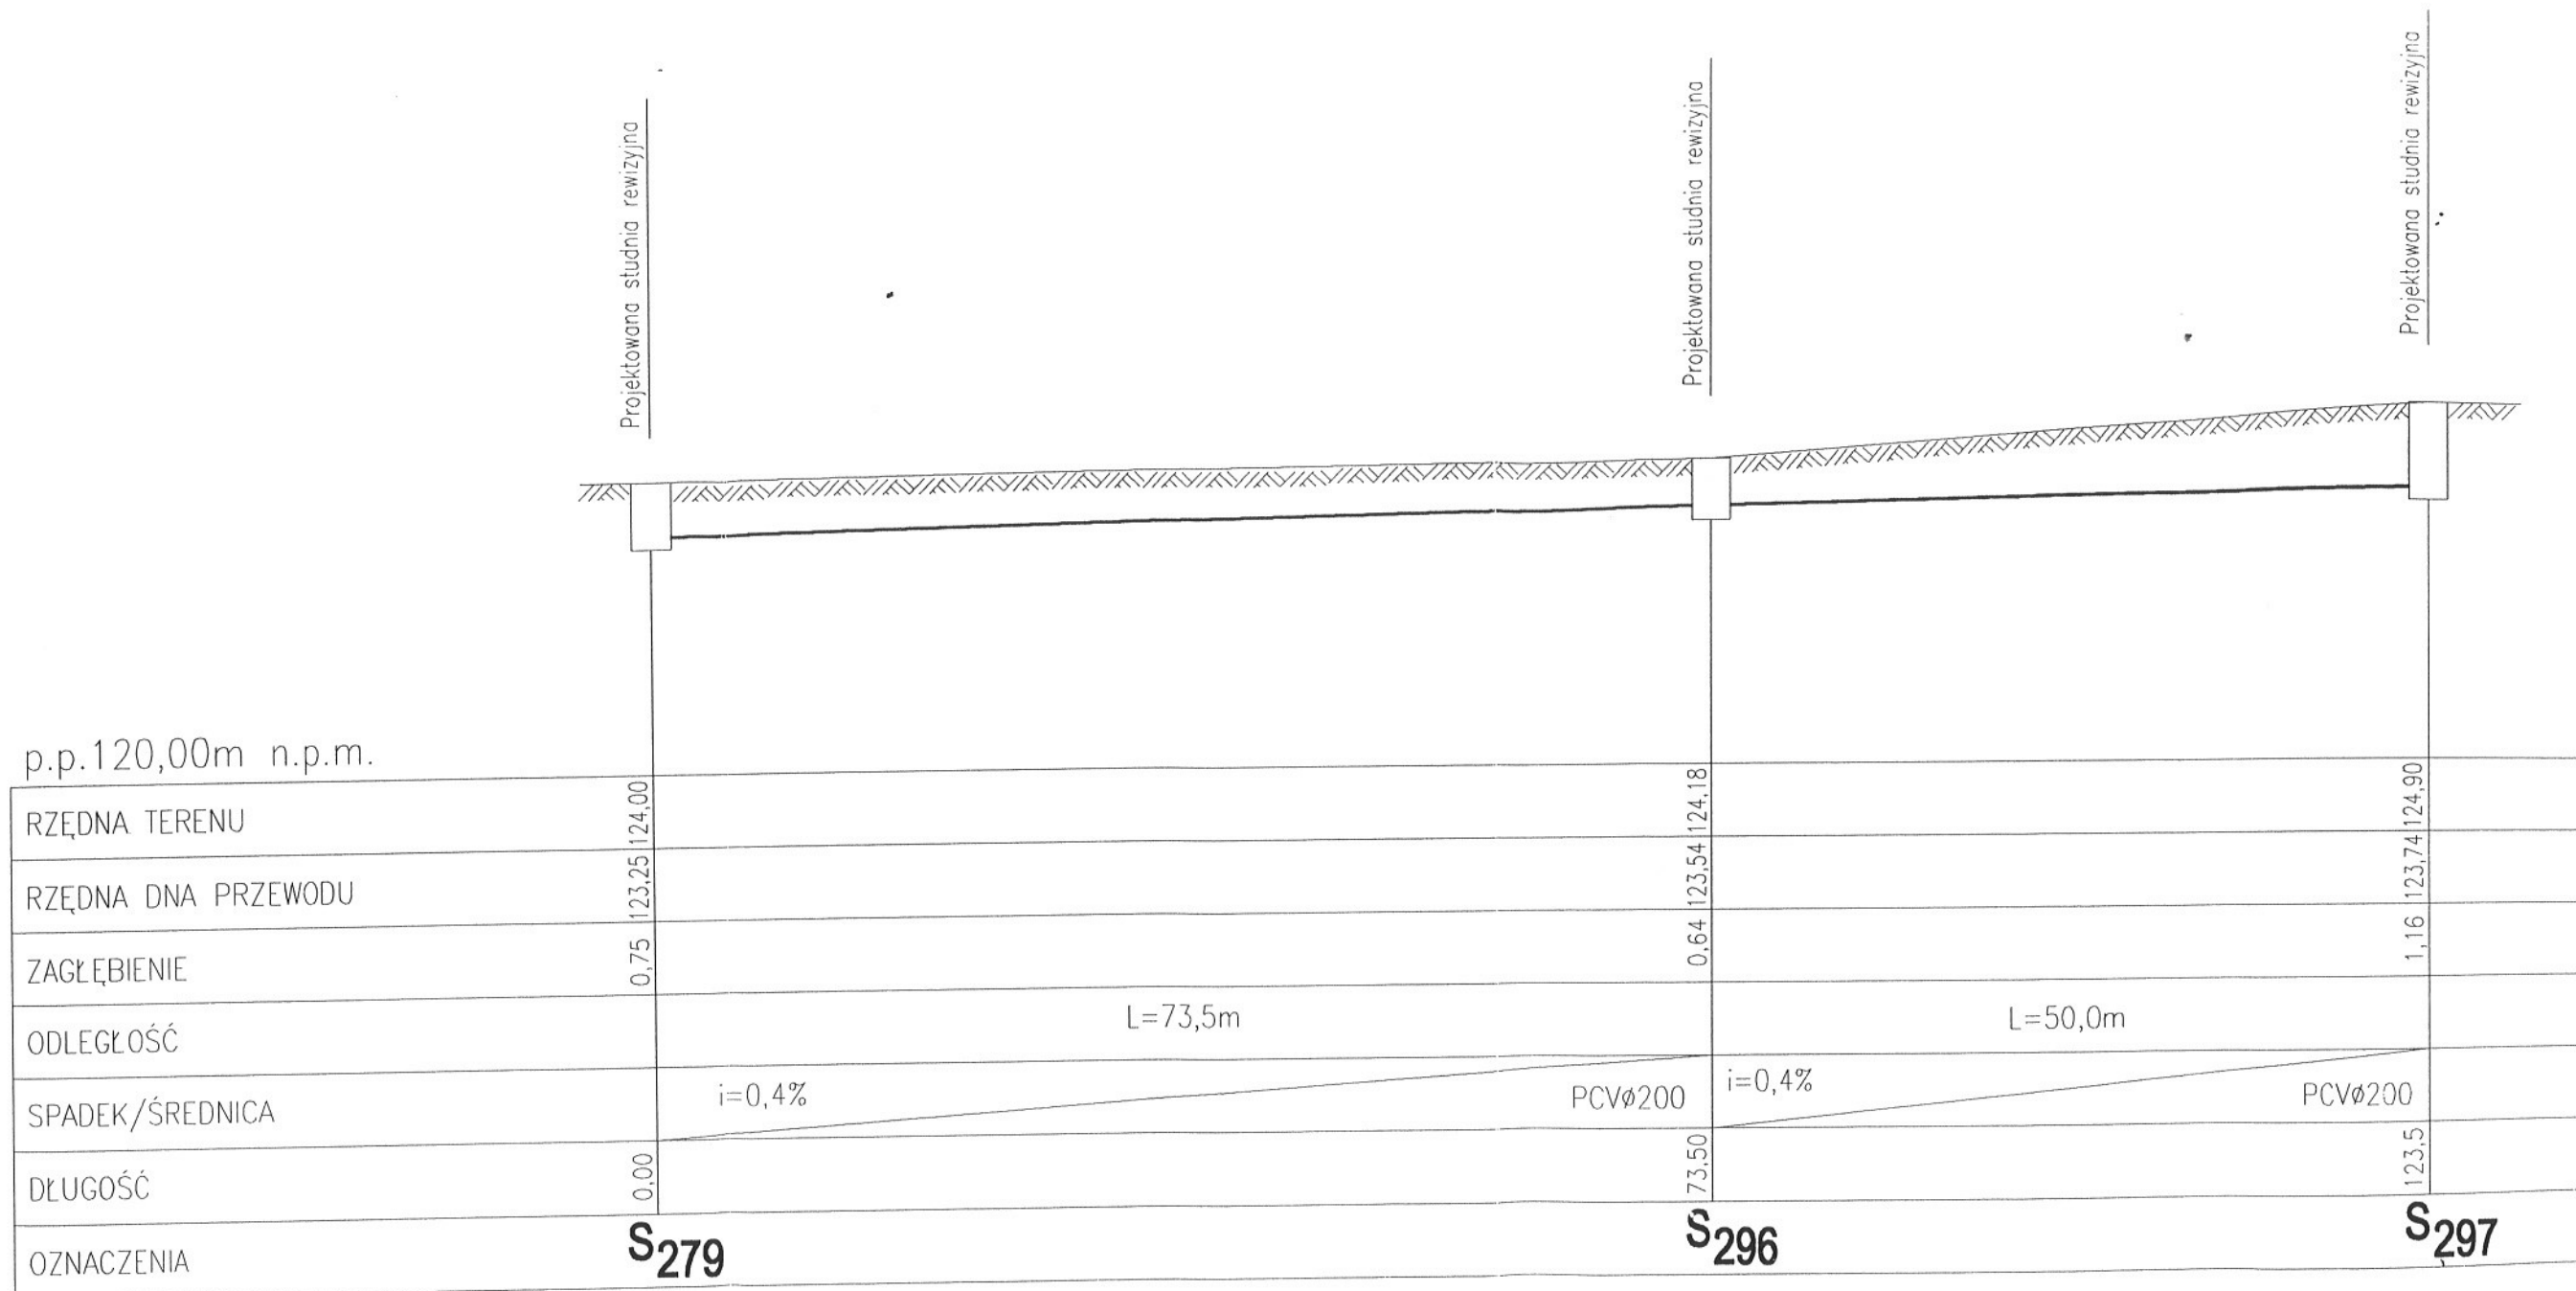 Projektowana studnia rewizyjna
Projektowana studnia rewizyjna
Projektowana studnia rewizyjna
p.p.120,00m n.p.m.
RZĘDNA TERENU 124,00 124,18 124,90
RZĘDNA DNA PRZEWODU 123,25 123,54 123,74
ZAGŁĘBIENIE 0,75 0,64 1,16
ODLEGŁOŚĆ L=73,5m L=50,0m
SPADEK/ŚREDNICA i=0,4% PCVø200 i=0,4% PCVø200
DŁUGOŚĆ 0,00 73,50 123,5
OZNACZENIA S279 S296 S297